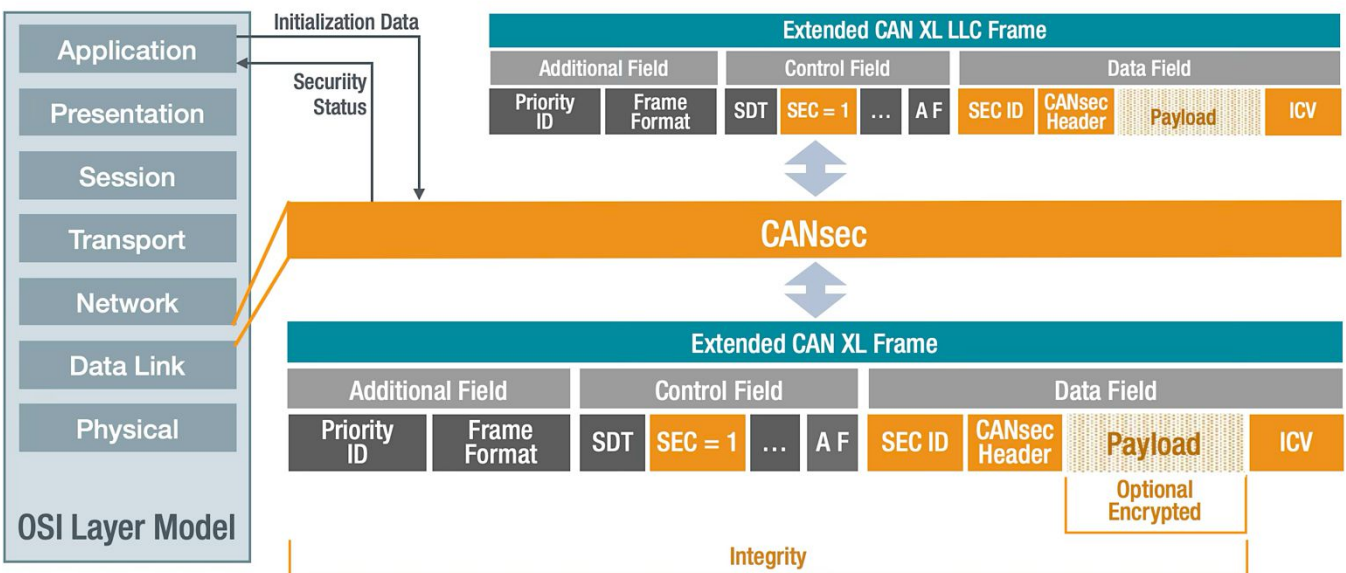 Application
Presentation
Session
Transport
Network
Data Link
Physical
OSI Layer Model
Initialization Data
Securiity
Status
Extended CAN XL LLC Frame
Additional Field Control Field Data Field
Priority
ID
Frame
Format
SDT
SEC = 1
...
A F
SEC ID
CANsec
Header
Payload
ICV
CANsec
Extended CAN XL Frame
Additional Field Control Field Data Field
Priority
ID
Frame
Format
SDT
SEC = 1
...
A F
SEC ID
CANsec
Header
Payload
ICV
Optional
Encrypted
Integrity